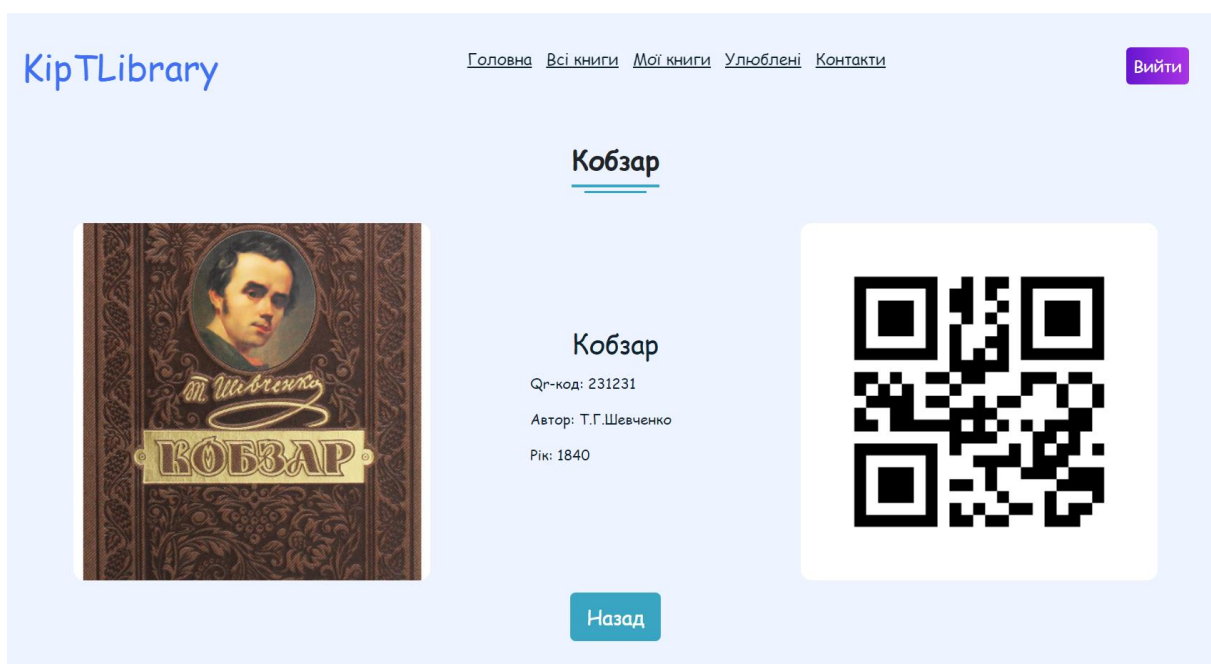 KipTLibrary
Головна Всі книги Мої книги Улюблені Контакти
Вийти
Кобзар
Т. Шевченко
КОБЗАР
Кобзар
Qr-код: 231231
Автор: Т.Г.Шевченко
Рік: 1840
Назад